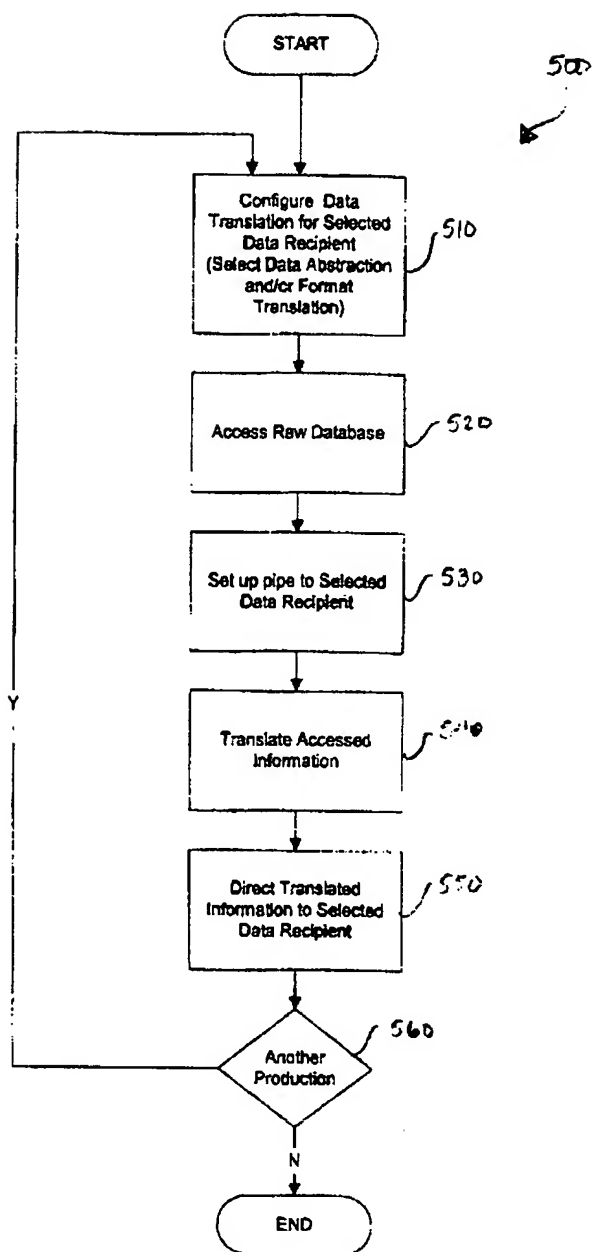 START
500
Configure Data
Translation for Selected
Data Recipient
(Select Data Abstraction
and/or Format
Translation)
510
Access Raw Database
520
Set up pipe to Selected
Data Recipient
530
Translate Accessed
Information
540
Direct Translated
Information to Selected
Data Recipient
550
Another
Production
560
Y
N
END